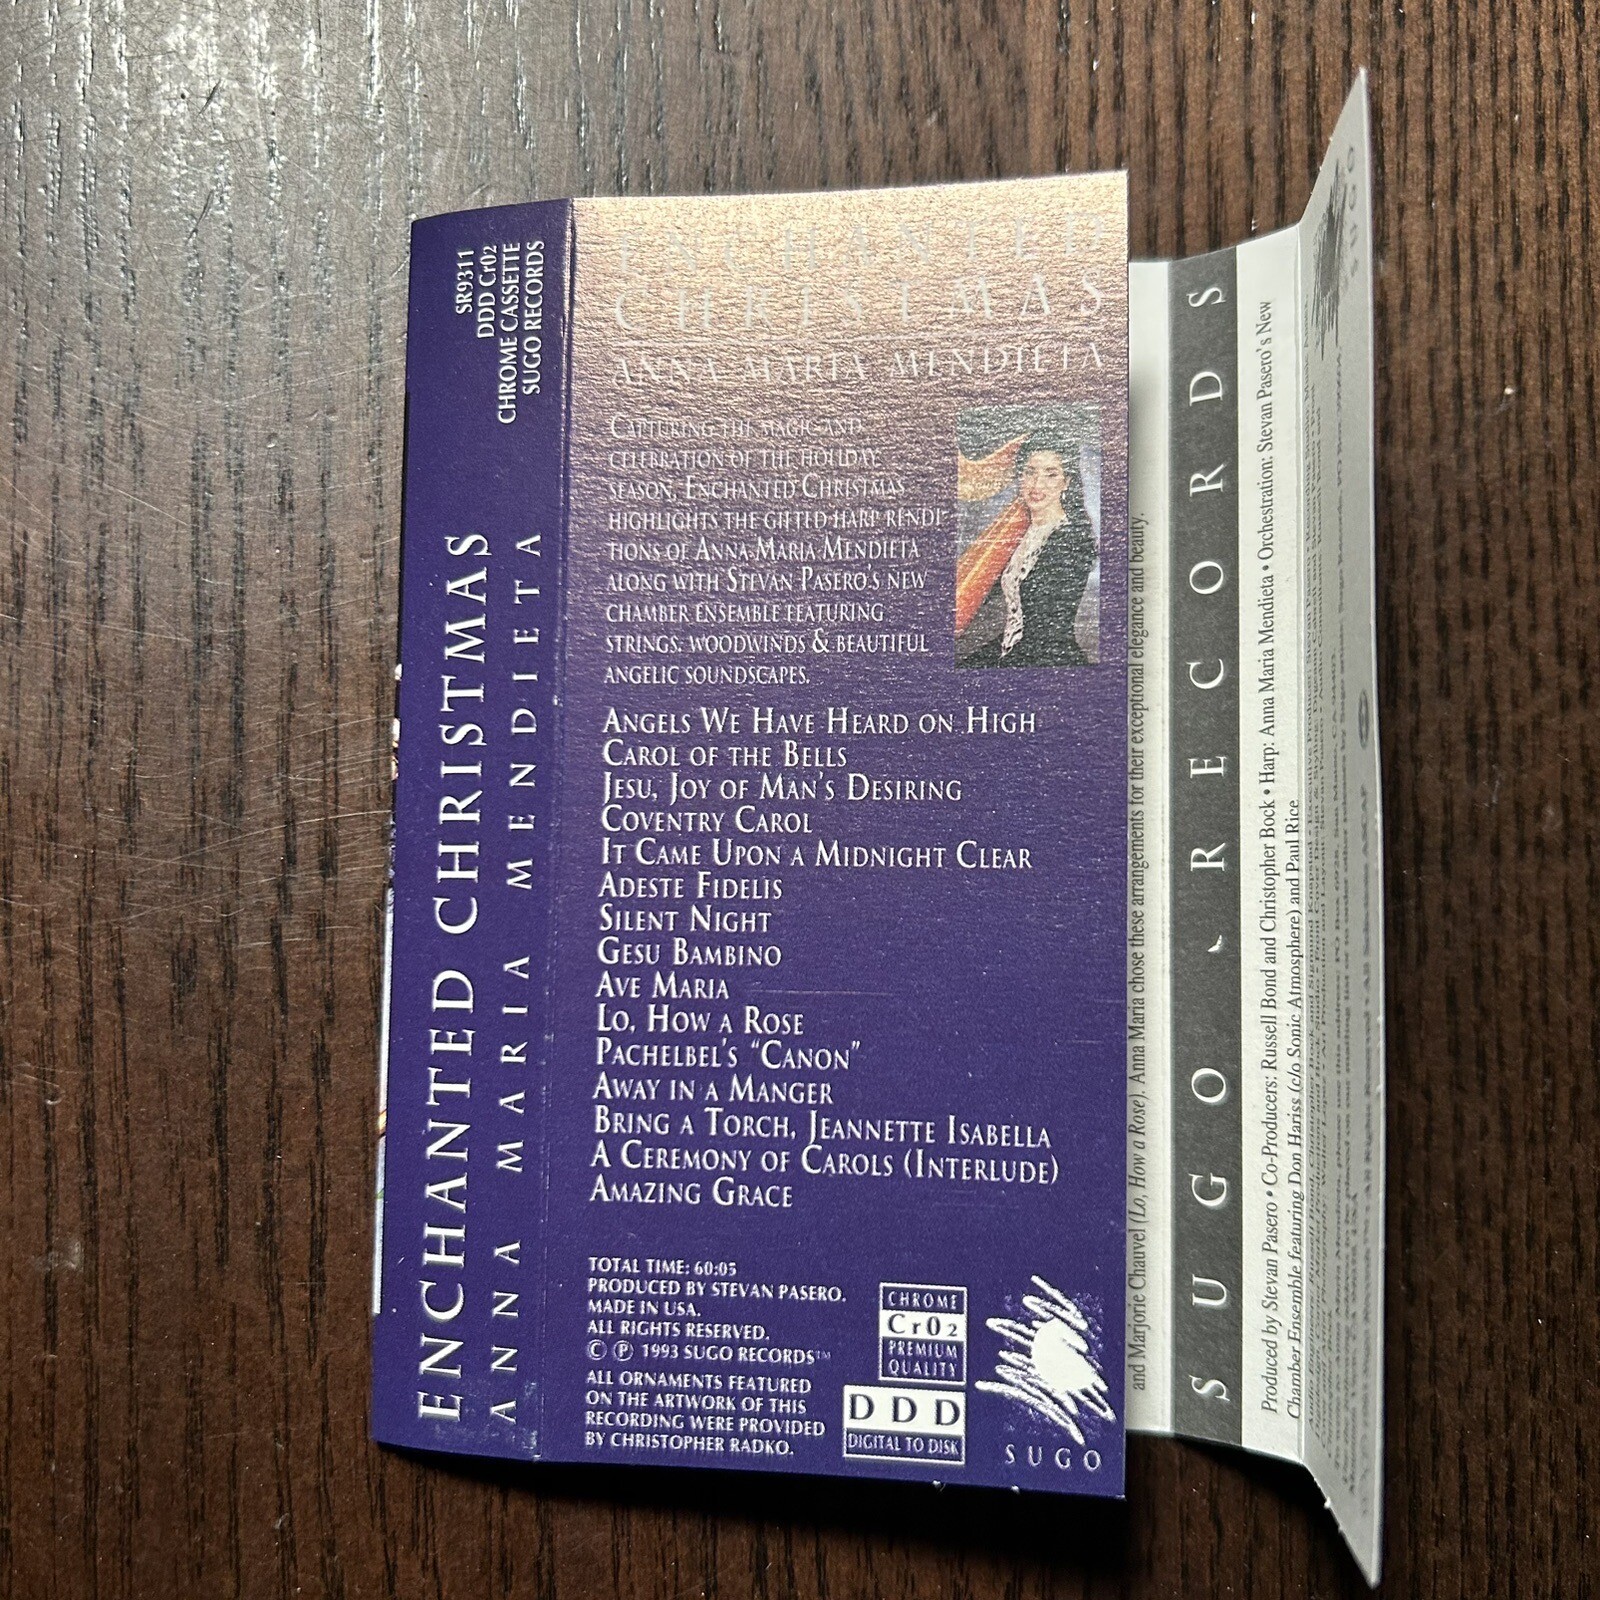 SR9311
DDD Cr02
CHROME CASSETTE
SUGO RECORDS
ENCHANTED CHRISTMAS
ANNA MARIA MENDIETA
ENCHANTED
CHRISTMAS
ANNA MARIA MENDIETA
CAPTURING THE MAGIC AND
CELEBRATION OF THE HOLIDAY
SEASON, ENCHANTED CHRISTMAS
HIGHLIGHTS THE GIFTED HARP RENDI-
TIONS OF ANNA MARIA MENDIETA
ALONG WITH STEVAN PASERO'S NEW
CHAMBER ENSEMBLE FEATURING
STRINGS, WOODWINDS & BEAUTIFUL
ANGELIC SOUNDSCAPES.
ANGELS WE HAVE HEARD ON HIGH
CAROL OF THE BELLS
JESU, JOY OF MAN'S DESIRING
COVENTRY CAROL
IT CAME UPON A MIDNIGHT CLEAR
ADESTE FIDELIS
SILENT NIGHT
GESU BAMBINO
AVE MARIA
LO, HOW A ROSE
PACHELBEL'S "CANON"
AWAY IN A MANGER
BRING A TORCH, JEANNETTE ISABELLA
A CEREMONY OF CAROLS (INTERLUDE)
AMAZING GRACE
TOTAL TIME: 60:05
PRODUCED BY STEVAN PASERO.
MADE IN USA.
ALL RIGHTS RESERVED.
© ℗ 1993 SUGO RECORDS™
ALL ORNAMENTS FEATURED
ON THE ARTWORK OF THIS
RECORDING WERE PROVIDED
BY CHRISTOPHER RADKO.
CHROME
Cr02
PREMIUM
QUALITY
DDD
DIGITAL TO DISK
SUGO
and Marjorie Chauvel (Lo, How a Rose). Anna Maria chose these arrangements for their exceptional elegance and beauty.
SUGO RECORDS
Produced by Stevan Pasero • Co-Producers: Russell Bond and Christopher Bock • Harp: Anna Maria Mendieta • Orchestration: Stevan Pasero's New
Chamber Ensemble featuring Don Hariss (c/o Sonic Atmosphere) and Paul Rice
SUGO